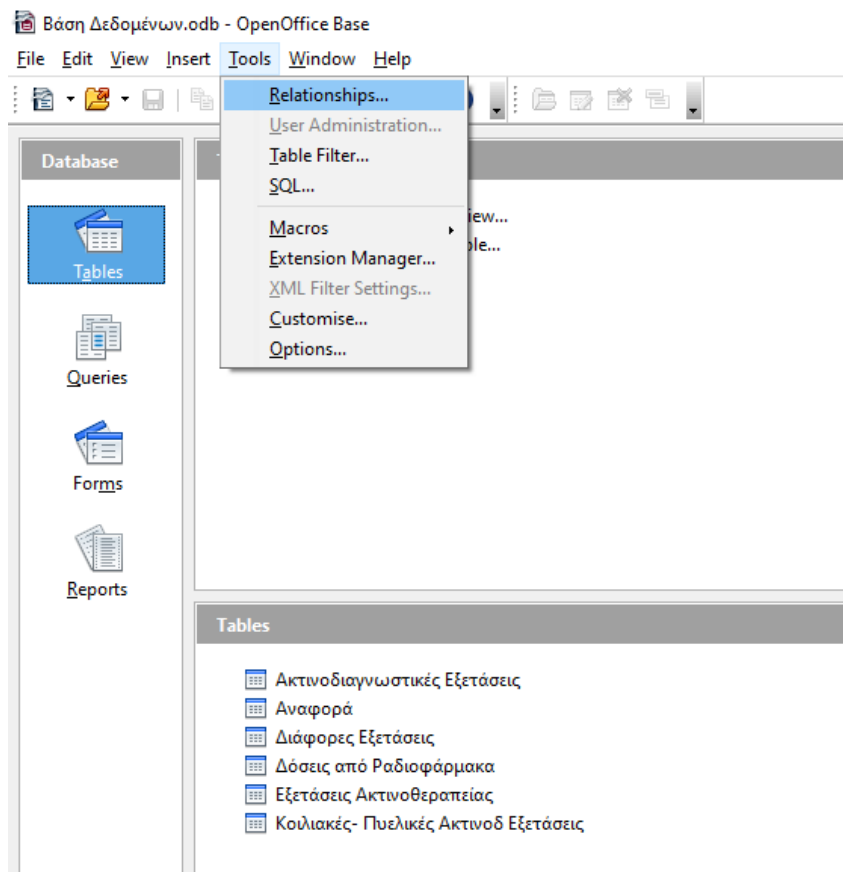 Βάση Δεδομένων.odb - OpenOffice Base
File Edit View Insert Tools Window Help
Relationships...
User Administration...
Table Filter...
SQL...
Macros
Extension Manager...
XML Filter Settings...
Customise...
Options...
Database
Tables
Queries
Forms
Reports
Tables
Ακτινοδιαγνωστικές Εξετάσεις
Αναφορά
Διάφορες Εξετάσεις
Δόσεις από Ραδιοφάρμακα
Εξετάσεις Ακτινοθεραπείας
Κοιλιακές- Πυελικές Ακτινοδ Εξετάσεις